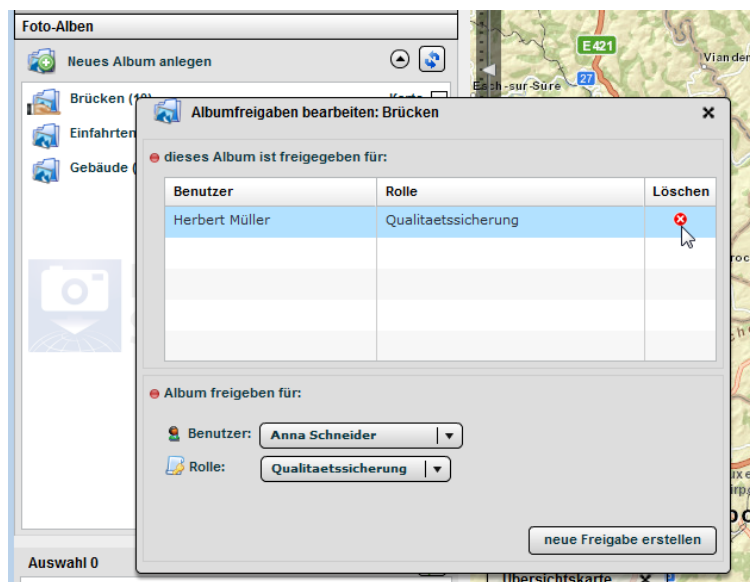 Foto-Alben
Neues Album anlegen
Brücken
Einfahrten
Gebäude
Albumfreigaben bearbeiten: Brücken
dieses Album ist freigegeben für:
Benutzer Rolle Löschen
Herbert Müller Qualitaetssicherung
Album freigeben für:
Benutzer: Anna Schneider
Rolle: Qualitaetssicherung
neue Freigabe erstellen
Auswahl 0
Übersichtskarte
E421
Vianden
27
Esch-sur-Sûre